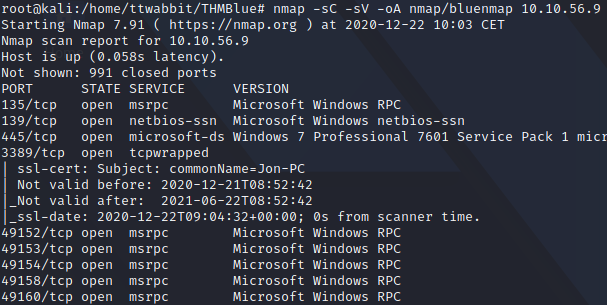 root@kali:/home/ttwabbit/THMBlue# nmap -sC -sV -oA nmap/bluenmap 10.10.56.9
Starting Nmap 7.91 ( https://nmap.org ) at 2020-12-22 10:03 CET
Nmap scan report for 10.10.56.9
Host is up (0.058s latency).
Not shown: 991 closed ports
PORT      STATE SERVICE      VERSION
135/tcp   open  msrpc        Microsoft Windows RPC
139/tcp   open  netbios-ssn  Microsoft Windows netbios-ssn
445/tcp   open  microsoft-ds Windows 7 Professional 7601 Service Pack 1 micr
3389/tcp  open  tcpwrapped
| ssl-cert: Subject: commonName=Jon-PC
| Not valid before: 2020-12-21T08:52:42
|_Not valid after:  2021-06-22T08:52:42
|_ssl-date: 2020-12-22T09:04:32+00:00; 0s from scanner time.
49152/tcp open  msrpc        Microsoft Windows RPC
49153/tcp open  msrpc        Microsoft Windows RPC
49154/tcp open  msrpc        Microsoft Windows RPC
49158/tcp open  msrpc        Microsoft Windows RPC
49160/tcp open  msrpc        Microsoft Windows RPC